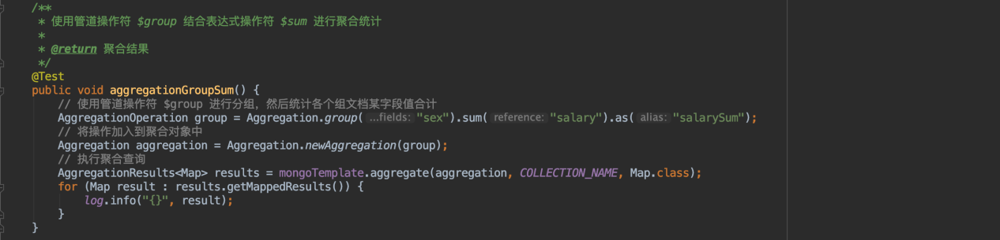 /**
 * 使用管道操作符 $group 结合表达式操作符 $sum 进行聚合统计
 *
 * @return 聚合结果
 */
@Test
public void aggregationGroupSum() {
    // 使用管道操作符 $group 进行分组，然后统计各个组文档某字段值合计
    AggregationOperation group = Aggregation.group( ...fields: "sex").sum( reference: "salary").as( alias: "salarySum");
    // 将操作加入到聚合对象中
    Aggregation aggregation = Aggregation.newAggregation(group);
    // 执行聚合查询
    AggregationResults<Map> results = mongoTemplate.aggregate(aggregation, COLLECTION_NAME, Map.class);
    for (Map result : results.getMappedResults()) {
        log.info("{}", result);
    }
}